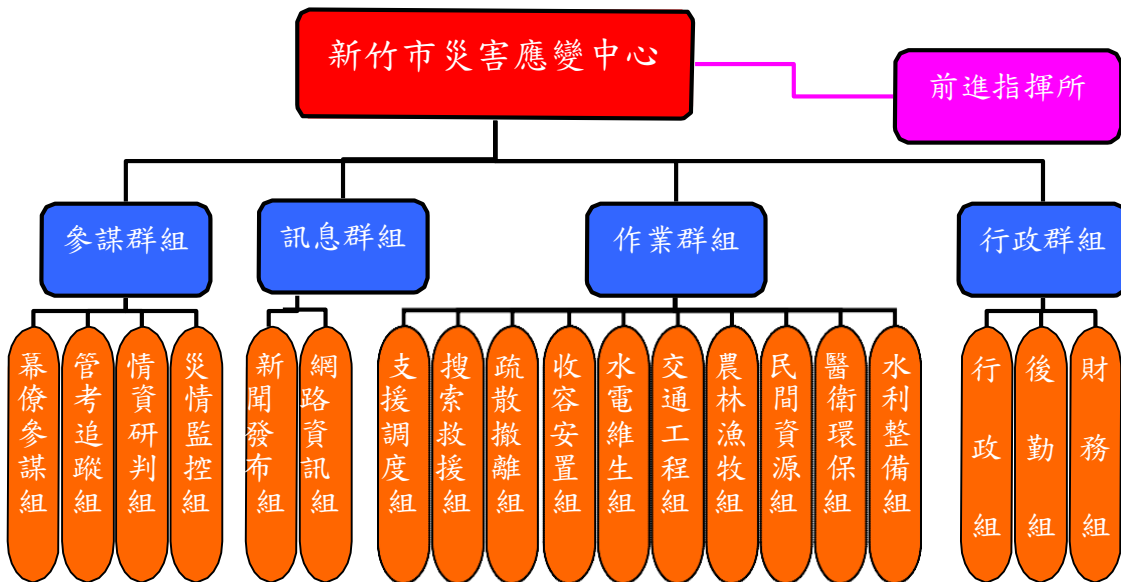 新竹市災害應變中心
前進指揮所
參謀群組
訊息群組
作業群組
行政群組
幕僚參謀組
管考追蹤組
情資研判組
災情監控組
新聞發布組
網路資訊組
支援調度組
搜索救援組
疏散撤離組
收容安置組
水電維生組
交通工程組
農林漁牧組
民間資源組
醫衛環保組
水利整備組
行政組
後勤組
財務組